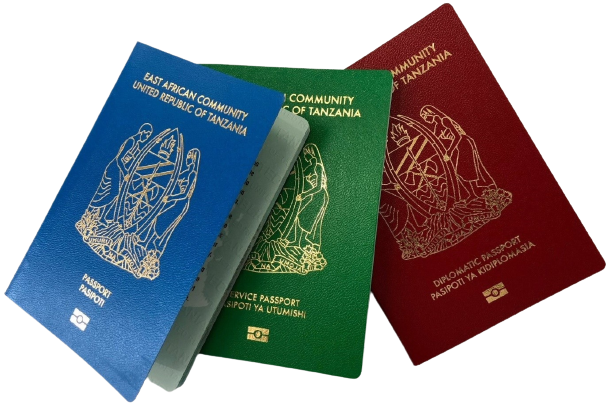 EAST AFRICAN COMMUNITY
UNITED REPUBLIC OF TANZANIA
PASSPORT
PASIPOTI
COMMUNITY
OF TANZANIA
SERVICE PASSPORT
PASIPOTI YA UTUMISHI
COMMUNITY
OF TANZANIA
DIPLOMATIC PASSPORT
PASIPOTI YA KIDIPLOMASIA